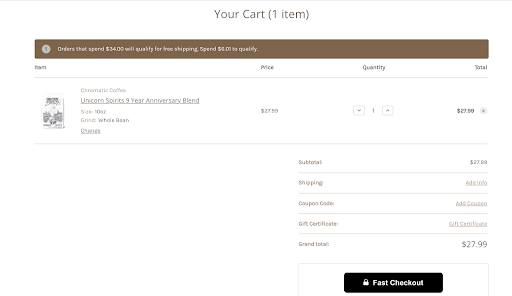 Your Cart (1 item)
Orders that spend $34.00 will qualify for free shipping. Spend $6.01 to qualify.
Item Price Quantity Total
Chromatic Coffee
Unicorn Spirits 9 Year Anniversary Blend
Size: 10oz
$27.99 1 $27.99
Grind: Whole Bean
Change
Subtotal: $27.99
Shipping: Add Info
Coupon Code: Add Coupon
Gift Certificate: Gift Certificate
Grand total: $27.99
Fast Checkout